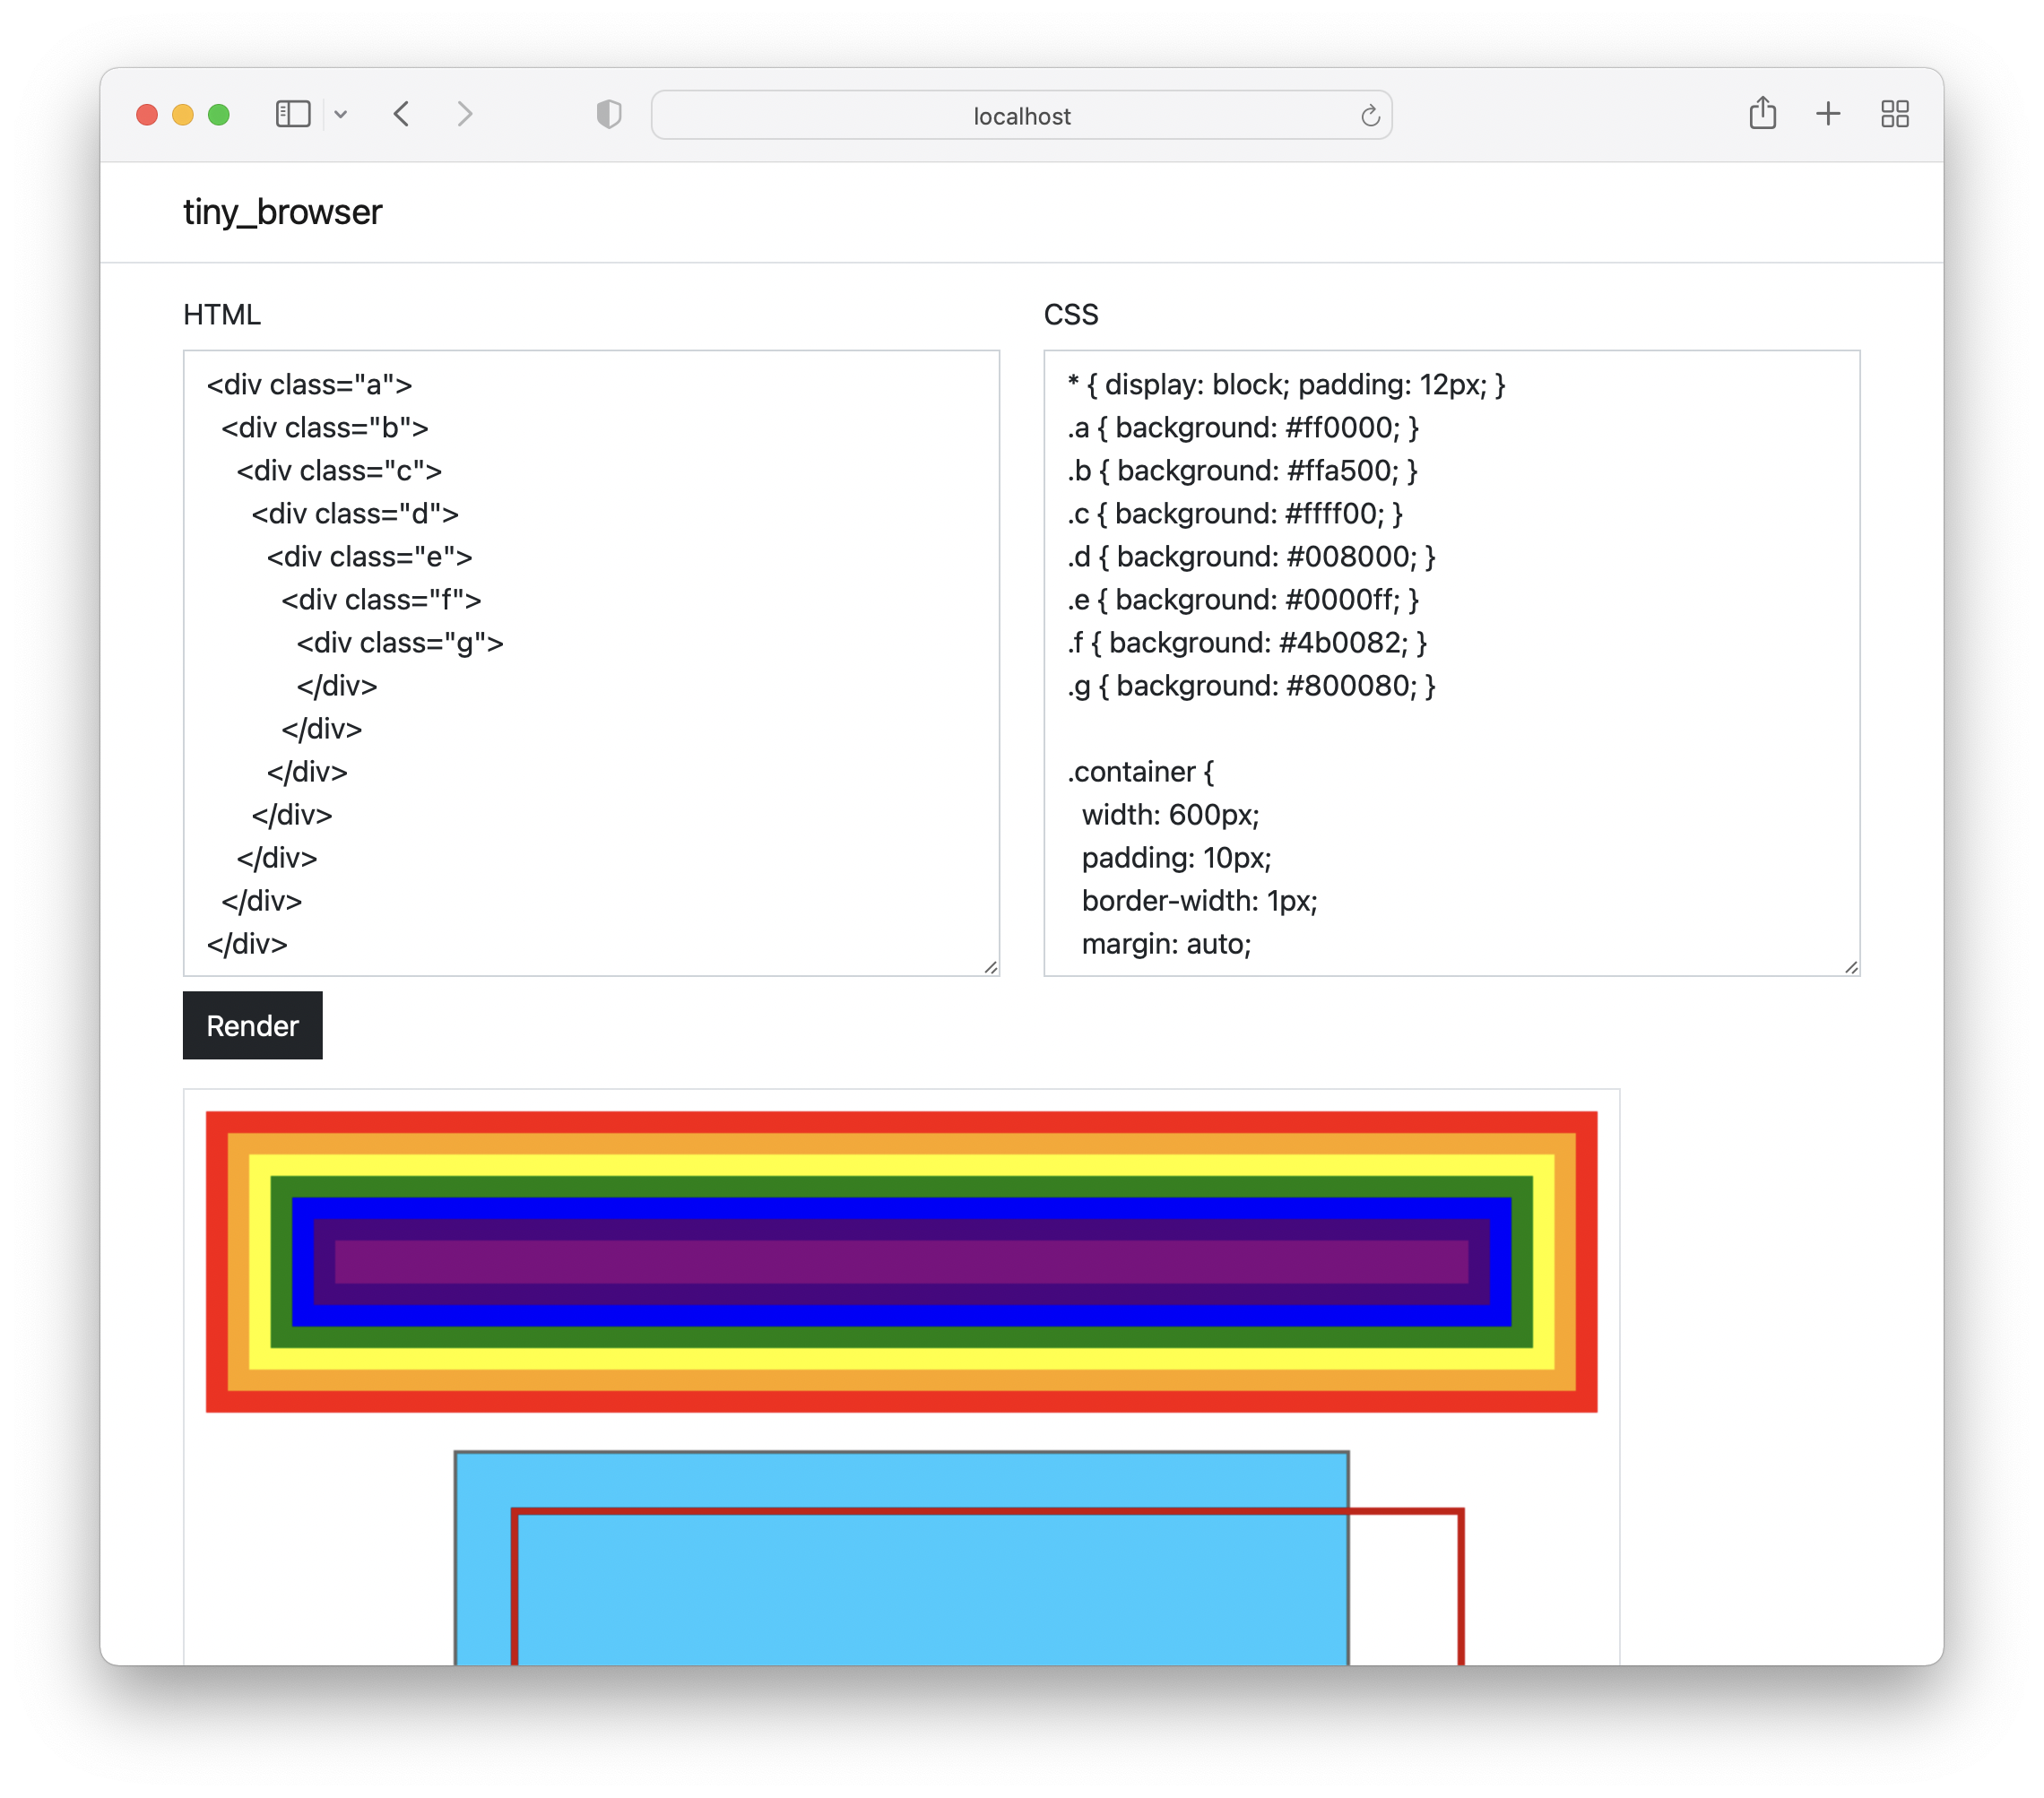 localhost
tiny_browser
HTML
<div class="a">
<div class="b">
<div class="c">
<div class="d">
<div class="e">
<div class="f">
<div class="g">
</div>
</div>
</div>
</div>
</div>
</div>
</div>
CSS
* { display: block; padding: 12px; }
.a { background: #ff0000; }
.b { background: #ffa500; }
.c { background: #ffff00; }
.d { background: #008000; }
.e { background: #0000ff; }
.f { background: #4b0082; }
.g { background: #800080; }
.container {
width: 600px;
padding: 10px;
border-width: 1px;
margin: auto;
Render